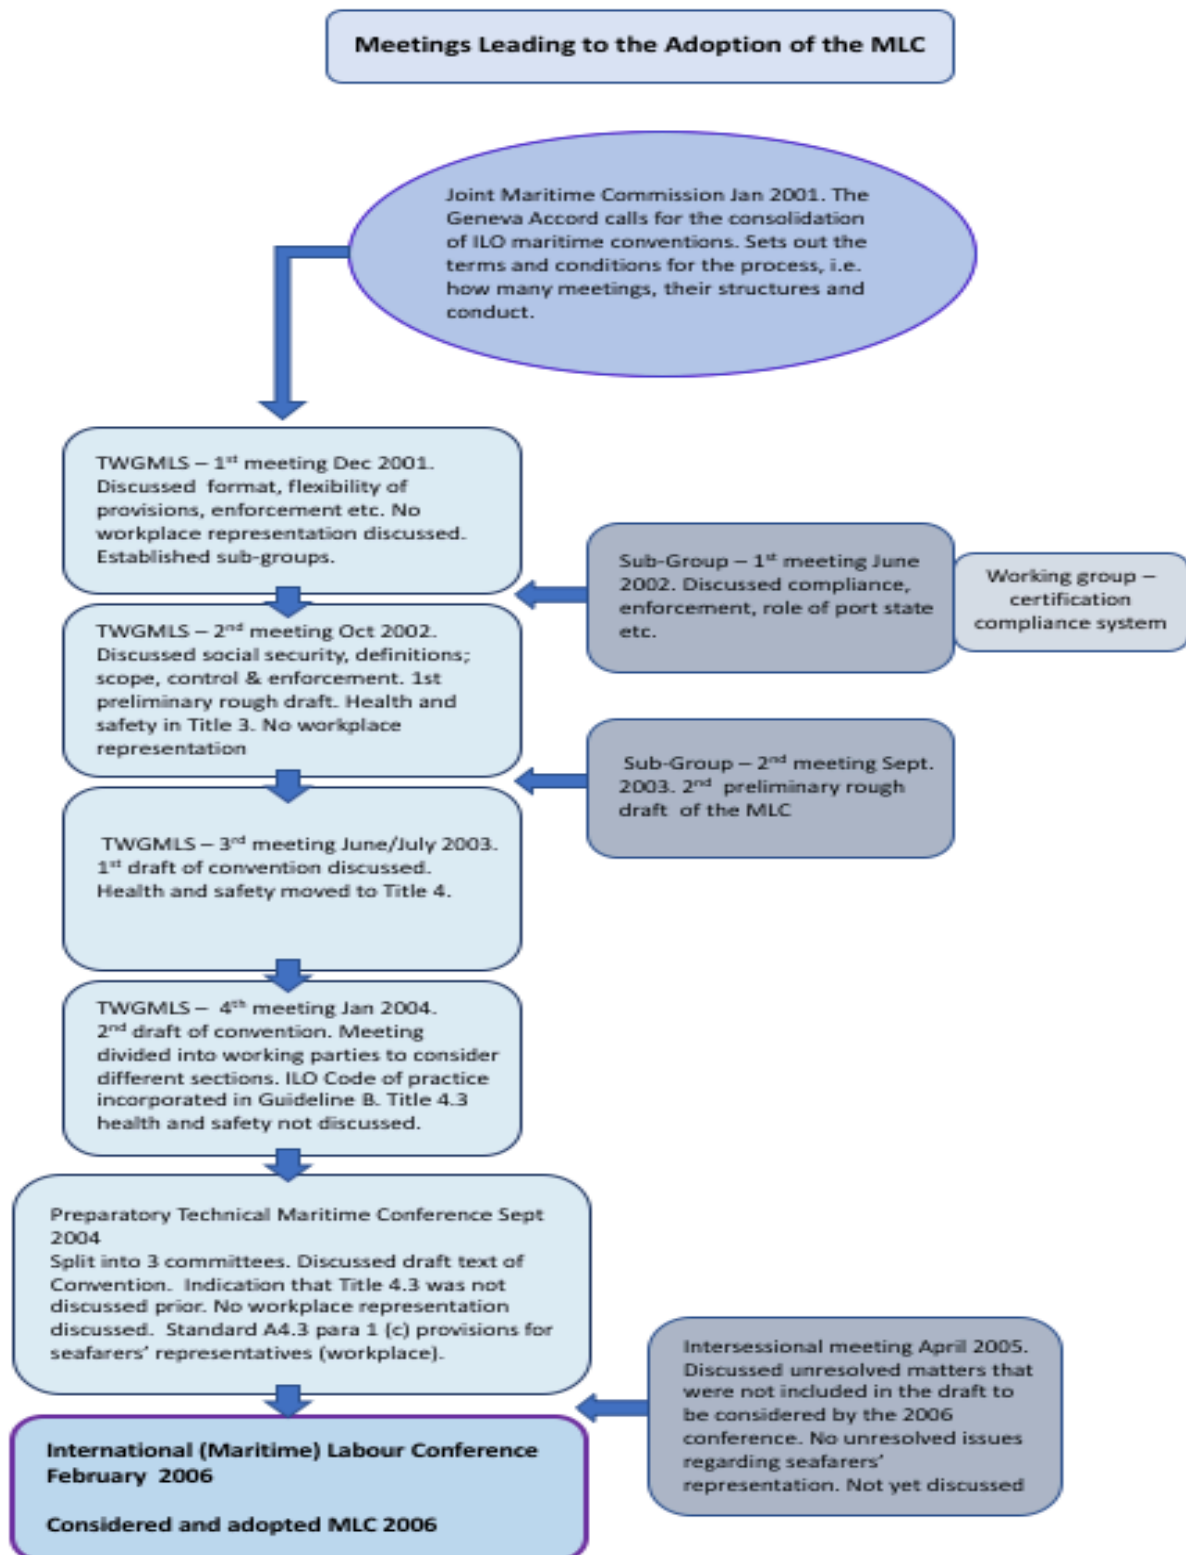 Meetings Leading to the Adoption of the MLC
Joint Maritime Commission Jan 2001. The
Geneva Accord calls for the consolidation
of ILO maritime conventions. Sets out the
terms and conditions for the process, i.e.
how many meetings, their structures and
conduct.
TWGMLS – 1st meeting Dec 2001.
Discussed format, flexibility of
provisions, enforcement etc. No
workplace representation discussed.
Established sub-groups.
Sub-Group – 1st meeting June
2002. Discussed compliance,
enforcement, role of port state
etc.
Working group –
certification
compliance system
TWGMLS – 2nd meeting Oct 2002.
Discussed social security, definitions;
scope, control & enforcement. 1st
preliminary rough draft. Health and
safety in Title 3. No workplace
representation
Sub-Group – 2nd meeting Sept.
2003. 2nd preliminary rough
draft of the MLC
TWGMLS – 3rd meeting June/July 2003.
1st draft of convention discussed.
Health and safety moved to Title 4.
TWGMLS – 4th meeting Jan 2004.
2nd draft of convention. Meeting
divided into working parties to consider
different sections. ILO Code of practice
incorporated in Guideline B. Title 4.3
health and safety not discussed.
Preparatory Technical Maritime Conference Sept
2004
Split into 3 committees. Discussed draft text of
Convention. Indication that Title 4.3 was not
discussed prior. No workplace representation
discussed. Standard A4.3 para 1 (c) provisions for
seafarers' representatives (workplace).
Intersessional meeting April 2005.
Discussed unresolved matters that
were not included in the draft to
be considered by the 2006
conference. No unresolved issues
regarding seafarers'
representation. Not yet discussed
International (Maritime) Labour Conference
February 2006
Considered and adopted MLC 2006